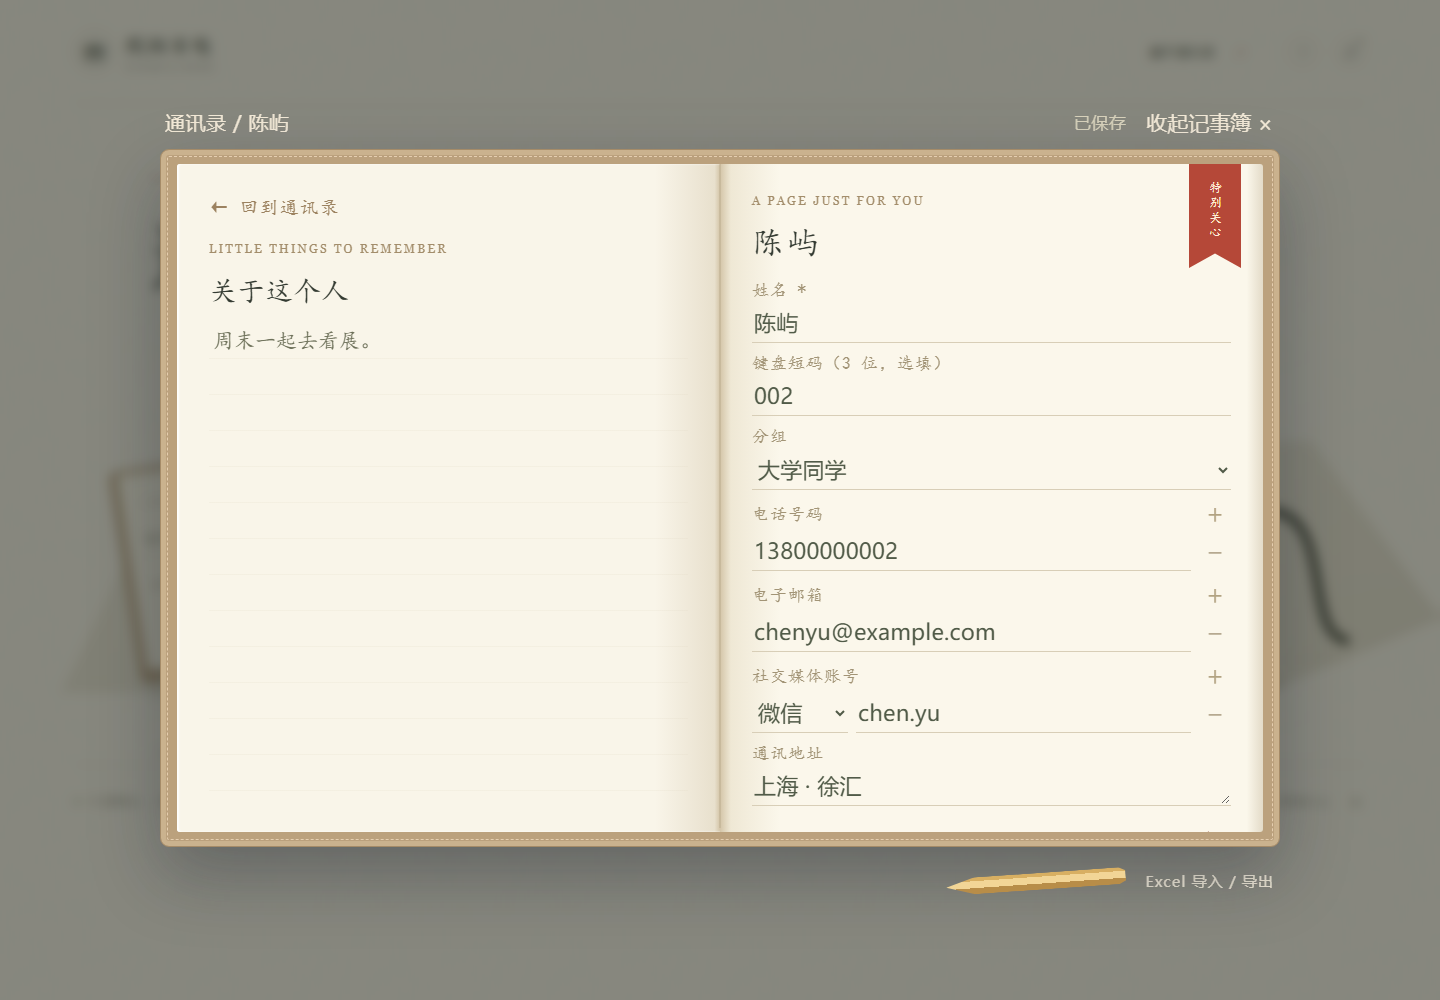 通讯录 / 陈屿
已保存 收起记事簿 ×
← 回到通讯录
LITTLE THINGS TO REMEMBER
关于这个人
周末一起去看展。
A PAGE JUST FOR YOU
特别关心
陈屿
姓名 *
陈屿
键盘短码（3 位，选填）
002
分组
大学同学
电话号码 +
13800000002 −
电子邮箱 +
chenyu@example.com −
社交媒体账号 +
微信 chen.yu −
通讯地址
上海 · 徐汇
Excel 导入 / 导出